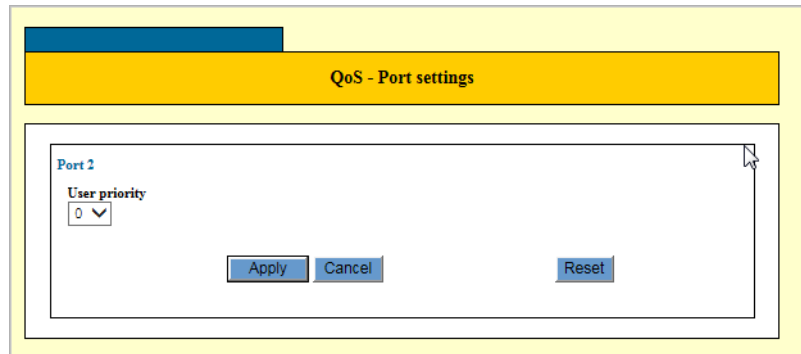 QoS - Port settings
Port 2
User priority
0
Apply Cancel Reset